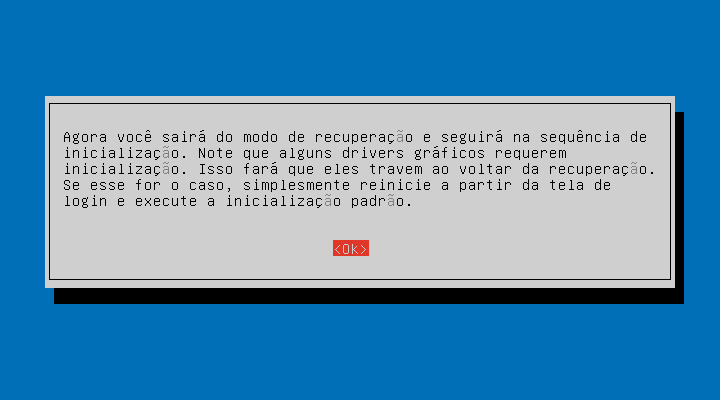 Agora você sairá do modo de recuperação e seguirá na sequência de
inicialização. Note que alguns drivers gráficos requerem
inicialização. Isso fará que eles travem ao voltar da recuperação.
Se esse for o caso, simplesmente reinicie a partir da tela de
login e execute a inicialização padrão.
<Ok>